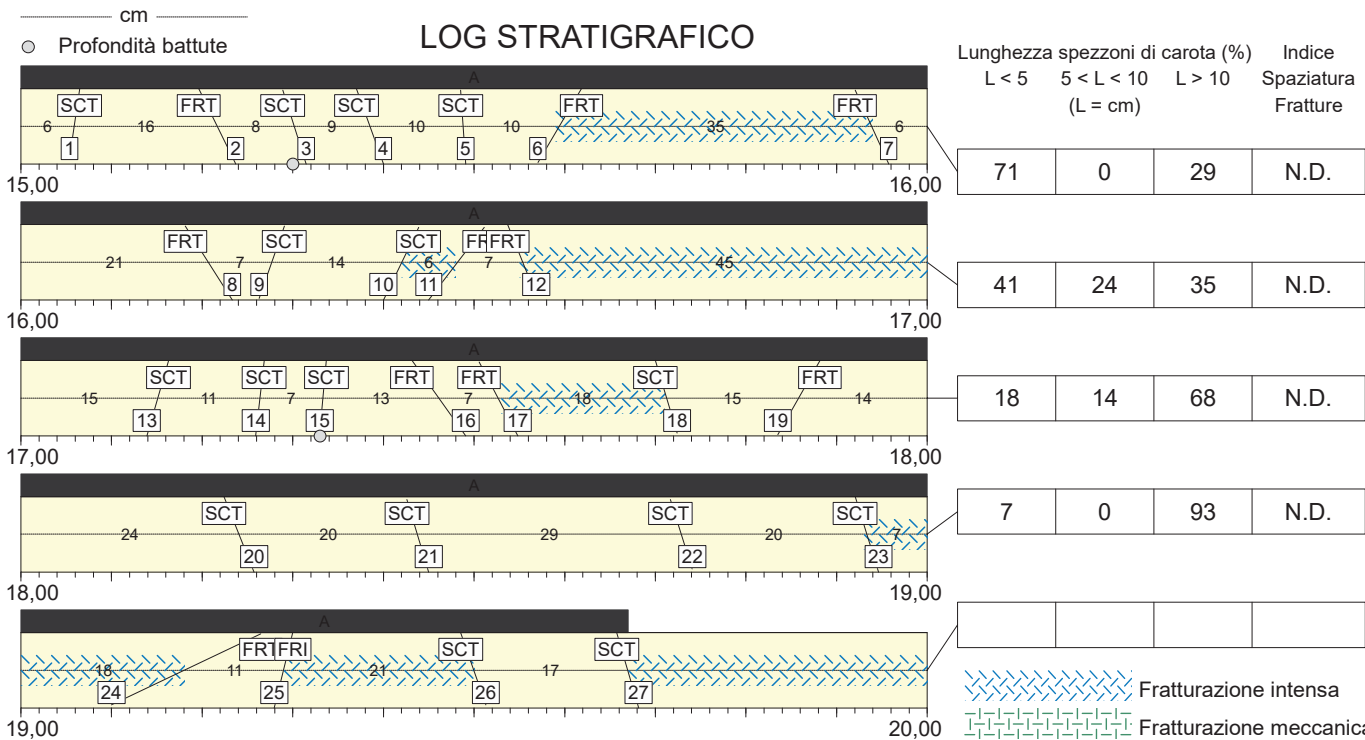 cm
Profondità battute
LOG STRATIGRAFICO
Lunghezza spezzoni di carota (%)
Indice Spaziatura Fratture
L < 5
5 < L < 10
L > 10
(L = cm)
A
SCT FRT SCT SCT SCT FRT FRT
6 16 8 9 10 10 35 6
1 2 3 4 5 6 7
15,00 16,00
71 0 29 N.D.
A
FRT SCT SCT FRT
21 7 14 6 7 45
8 9 10 11 12
16,00 17,00
41 24 35 N.D.
A
SCT SCT SCT FRT FRT SCT FRT
15 11 7 13 7 18 15 14
13 14 15 16 17 18 19
17,00 18,00
18 14 68 N.D.
A
SCT SCT SCT SCT
24 20 29 20 7
20 21 22 23
18,00 19,00
7 0 93 N.D.
A
FRT FRI SCT SCT
18 11 21 17
24 25 26 27
19,00 20,00
Fratturazione intensa
Fratturazione meccanica